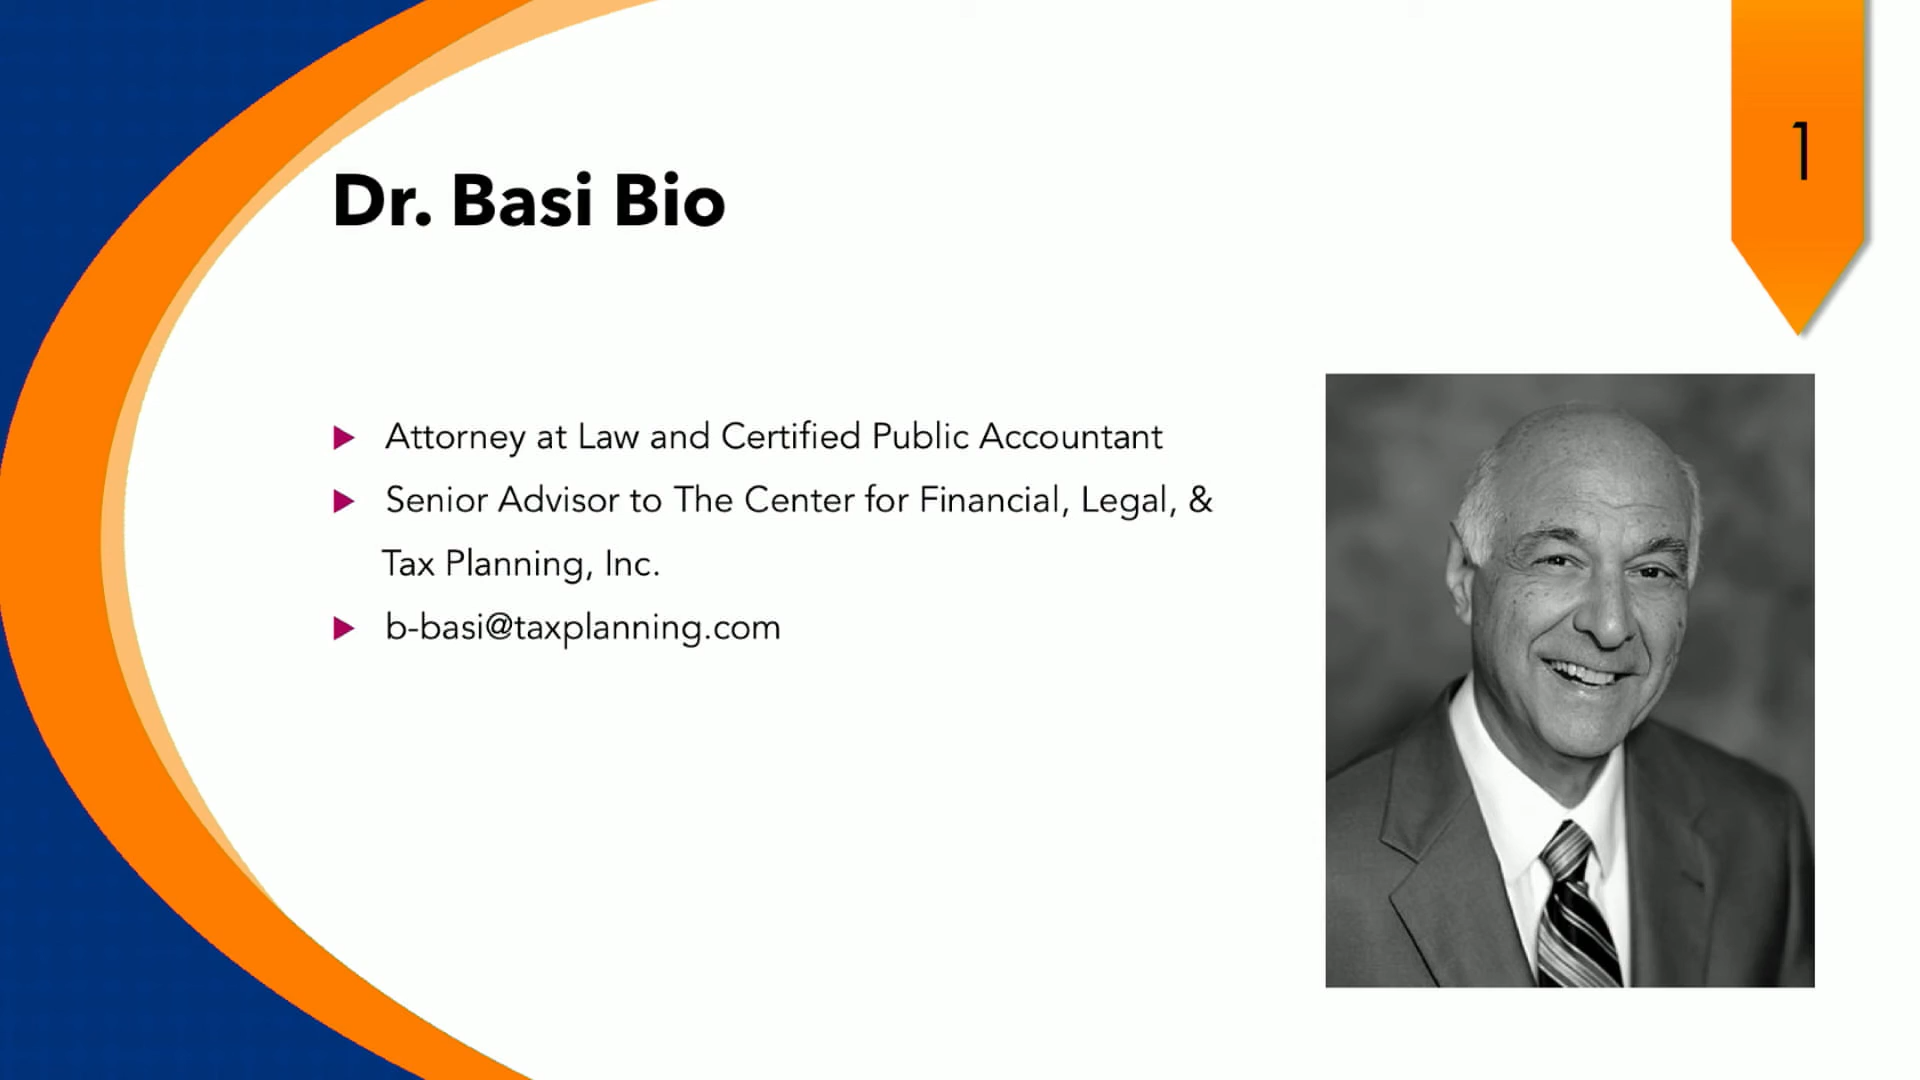 1
Dr. Basi Bio
Attorney at Law and Certified Public Accountant
Senior Advisor to The Center for Financial, Legal, &
Tax Planning, Inc.
b-basi@taxplanning.com